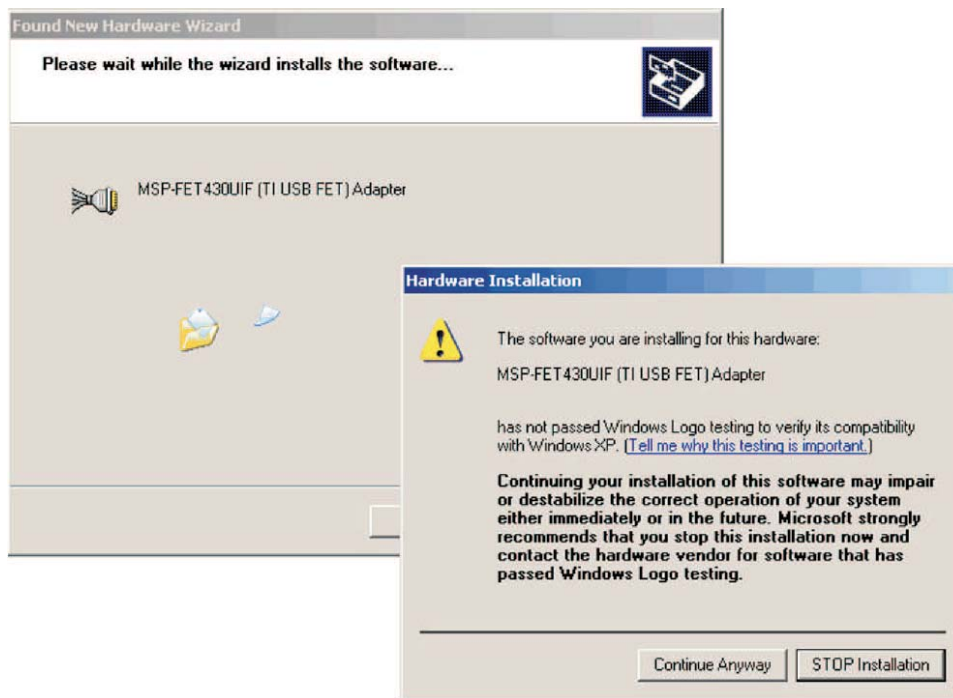 Found New Hardware Wizard
Please wait while the wizard installs the software...
MSP-FET430UIF (TI USB FET) Adapter
Hardware Installation
The software you are installing for this hardware:
MSP-FET430UIF (TI USB FET) Adapter
has not passed Windows Logo testing to verify its compatibility
with Windows XP. (Tell me why this testing is important.)
Continuing your installation of this software may impair
or destabilize the correct operation of your system
either immediately or in the future. Microsoft strongly
recommends that you stop this installation now and
contact the hardware vendor for software that has
passed Windows Logo testing.
Continue Anyway
STOP Installation